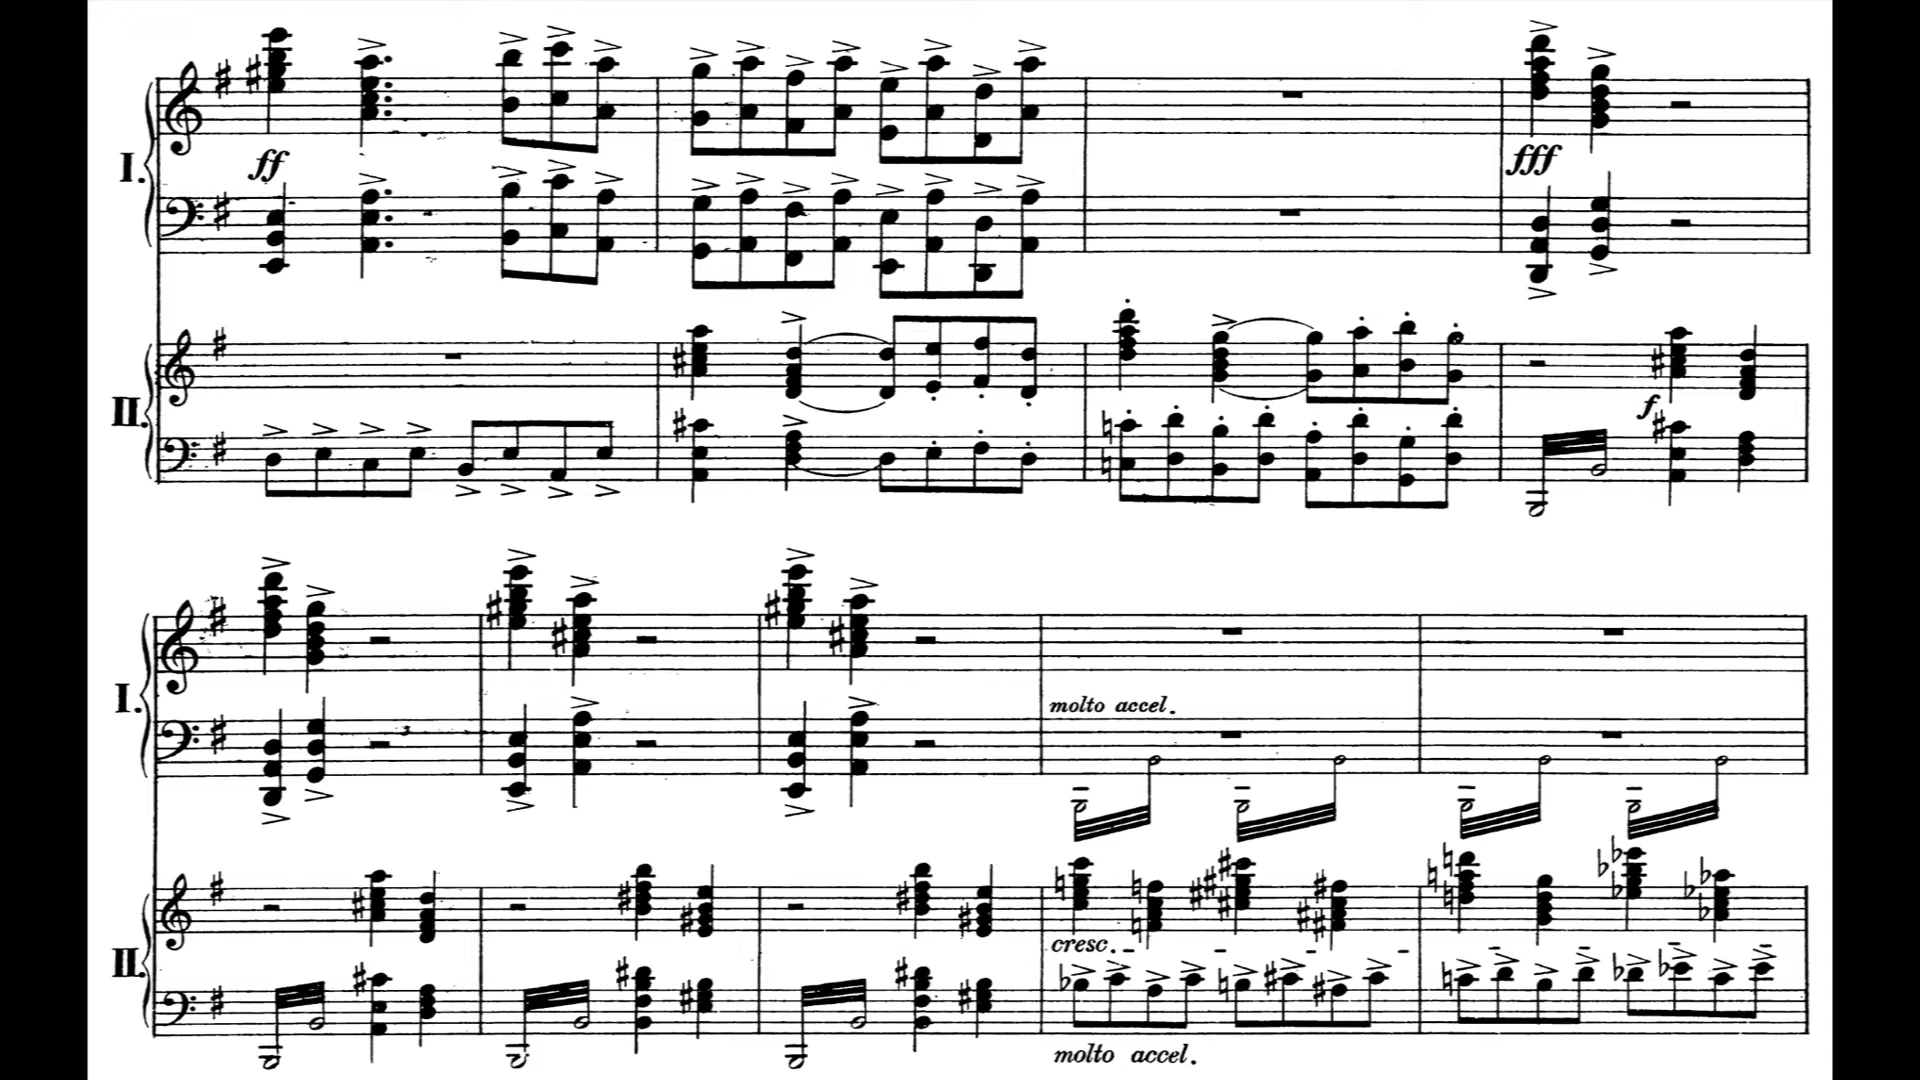 ff
fff
I.
II.
f
I.
molto accel.
cresc.
II.
molto accel.